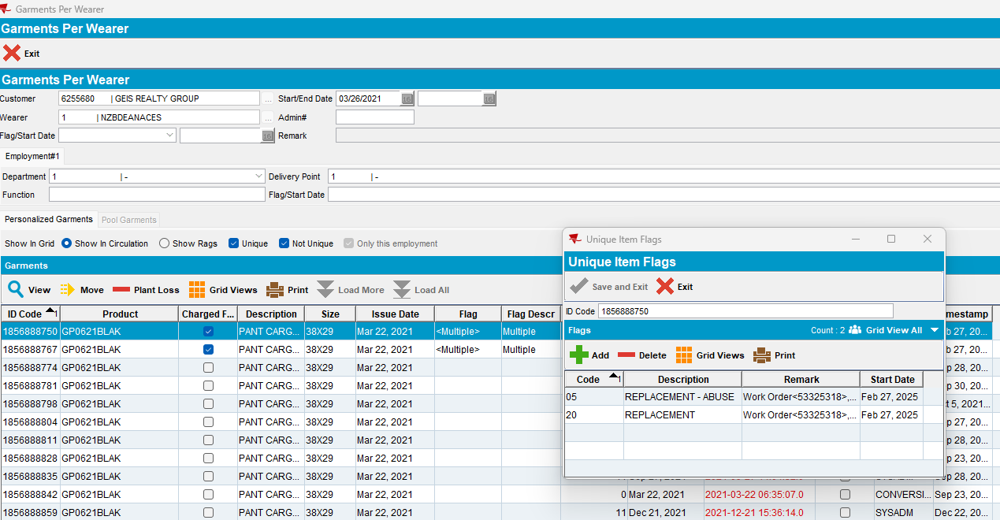 Garments Per Wearer
Garments Per Wearer
Exit
Garments Per Wearer
Customer 6255680 | GEIS REALTY GROUP ... Start/End Date 03/26/2021 16 16
Wearer 1 | NZBDEANACES ... Admin#
Flag/Start Date 16 Remark
Employment#1
Department 1 | - Delivery Point 1 | -
Function Flag/Start Date
Personalized Garments Pool Garments
Show In Grid Show In Circulation Show Rags Unique Not Unique Only this employment
Garments
View Move Plant Loss Grid Views Print Load More Load All
ID Code 1 Product Charged F... Description Size Issue Date Flag Flag Descr mestamp
1856888750 GP0621BLAK PANT CARG... 38X29 Mar 22, 2021 <Multiple> Multiple b 27, 20...
1856888767 GP0621BLAK PANT CARG... 38X29 Mar 22, 2021 <Multiple> Multiple b 27, 20...
1856888774 GP0621BLAK PANT CARG... 38X29 Mar 22, 2021 p 28, 20...
1856888781 GP0621BLAK PANT CARG... 38X29 Mar 22, 2021 p 30, 20...
1856888798 GP0621BLAK PANT CARG... 38X29 Mar 22, 2021 t 5, 2021...
1856888804 GP0621BLAK PANT CARG... 38X29 Mar 22, 2021 p 27, 20...
1856888811 GP0621BLAK PANT CARG... 38X29 Mar 22, 2021 p 28, 20...
1856888828 GP0621BLAK PANT CARG... 38X29 Mar 22, 2021 p 23, 20...
1856888835 GP0621BLAK PANT CARG... 38X29 Mar 22, 2021 p 28, 20...
1856888842 GP0621BLAK PANT CARG... 38X29 Mar 22, 2021 0 Mar 22, 2021 2021-03-22 06:35:07.0 CONVERSI... Sep 23, 20...
1856888859 GP0621BLAK PANT CARG... 38X29 Mar 22, 2021 11 Dec 21, 2021 2021-12-21 15:36:14.0 SYSADM Dec 22, 20...
Unique Item Flags
Unique Item Flags
Save and Exit Exit
ID Code 1856888750
Flags Count : 2 Grid View All
Add Delete Grid Views Print
Code 1 Description Remark Start Date
05 REPLACEMENT - ABUSE Work Order<53325318>,... Feb 27, 2025
20 REPLACEMENT Work Order<53325318>,... Feb 27, 2025